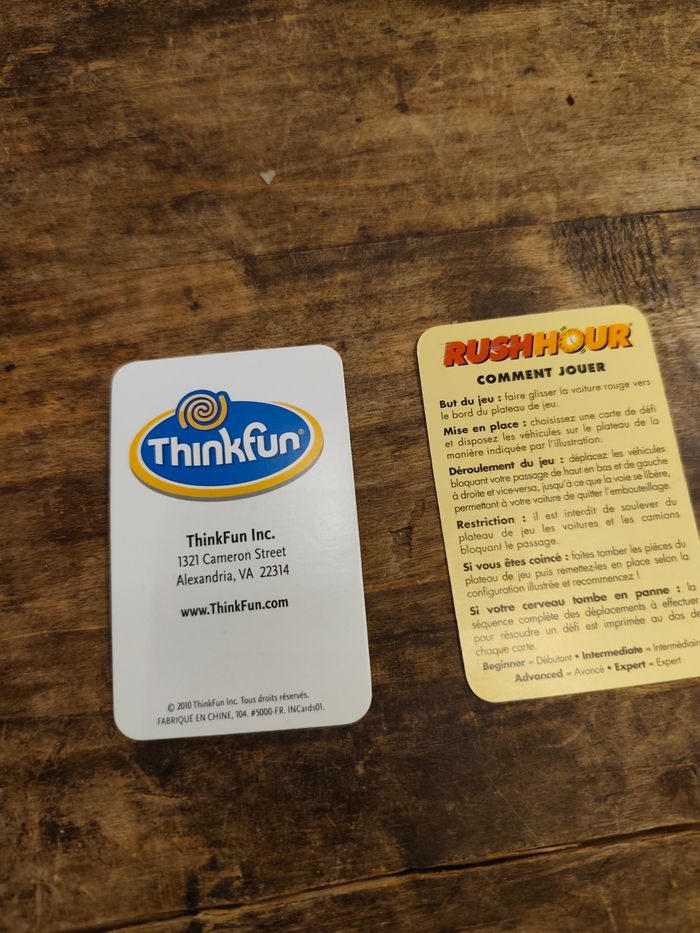 Thinkfun®
ThinkFun Inc.
1321 Cameron Street
Alexandria, VA 22314
www.ThinkFun.com
© 2010 ThinkFun Inc. Tous droits réservés.
FABRIQUÉ EN CHINE, 104. #5000-FR. INCards01.
RUSH HOUR®
COMMENT JOUER
But du jeu : faire glisser la voiture rouge vers
le bord du plateau de jeu.
Mise en place : choisissez une carte de défi
et disposez les véhicules sur le plateau de la
manière indiquée par l'illustration.
Déroulement du jeu : déplacez les véhicules
bloquant votre passage de haut en bas et de gauche
à droite et vice-versa, jusqu'à ce que la voie se libère,
permettant à votre voiture de quitter l'embouteillage.
Restriction : il est interdit de soulever du
plateau de jeu les voitures et les camions
bloquant le passage.
Si vous êtes coincé : faites tomber les pièces du
plateau de jeu puis remettez-les en place selon la
configuration illustrée et recommencez !
Si votre cerveau tombe en panne : la
séquence complète des déplacements à effectuer
pour résoudre un défi est imprimée au dos de
chaque carte.
Beginner = Débutant • Intermediate = Intermédiair
Advanced = Avancé • Expert = Expert